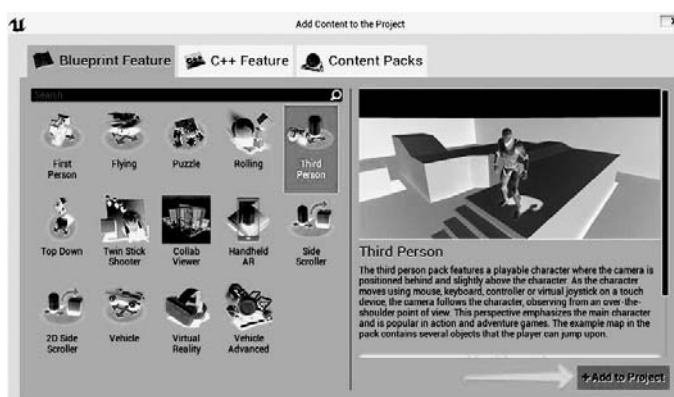 Add Content to the Project
Blueprint Feature
C++ Feature
Content Packs
Search
First
Person
Flying
Puzzle
Rolling
Third
Person
Top Down
Twin Stick
Shooter
Collab
Viewer
Handheld
AR
Side
Scroller
2D Side
Scroller
Vehicle
Virtual
Reality
Vehicle
Advanced
Third Person
The third person pack features a playable character where the camera is
positioned behind and slightly above the character. As the character
moves using mouse, keyboard, controller or virtual joystick on a touch
device, the camera follows the character, observing from an over-the-
shoulder point of view. This perspective emphasizes the main character
and is popular in action and adventure games. The example map in the
pack contains several objects that the player can jump upon.
+Add to Project